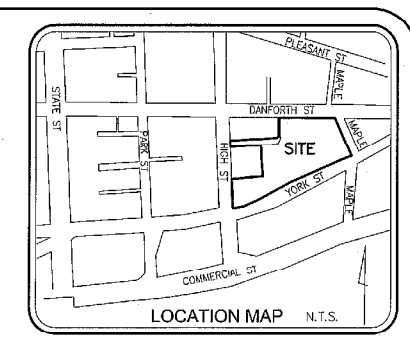 PLEASANT ST
MAPLE
STATE ST
DANFORTH ST
PARK ST
HIGH ST
SITE
MAPLE
YORK ST
MAPLE
COMMERCIAL ST
LOCATION MAP N.T.S.